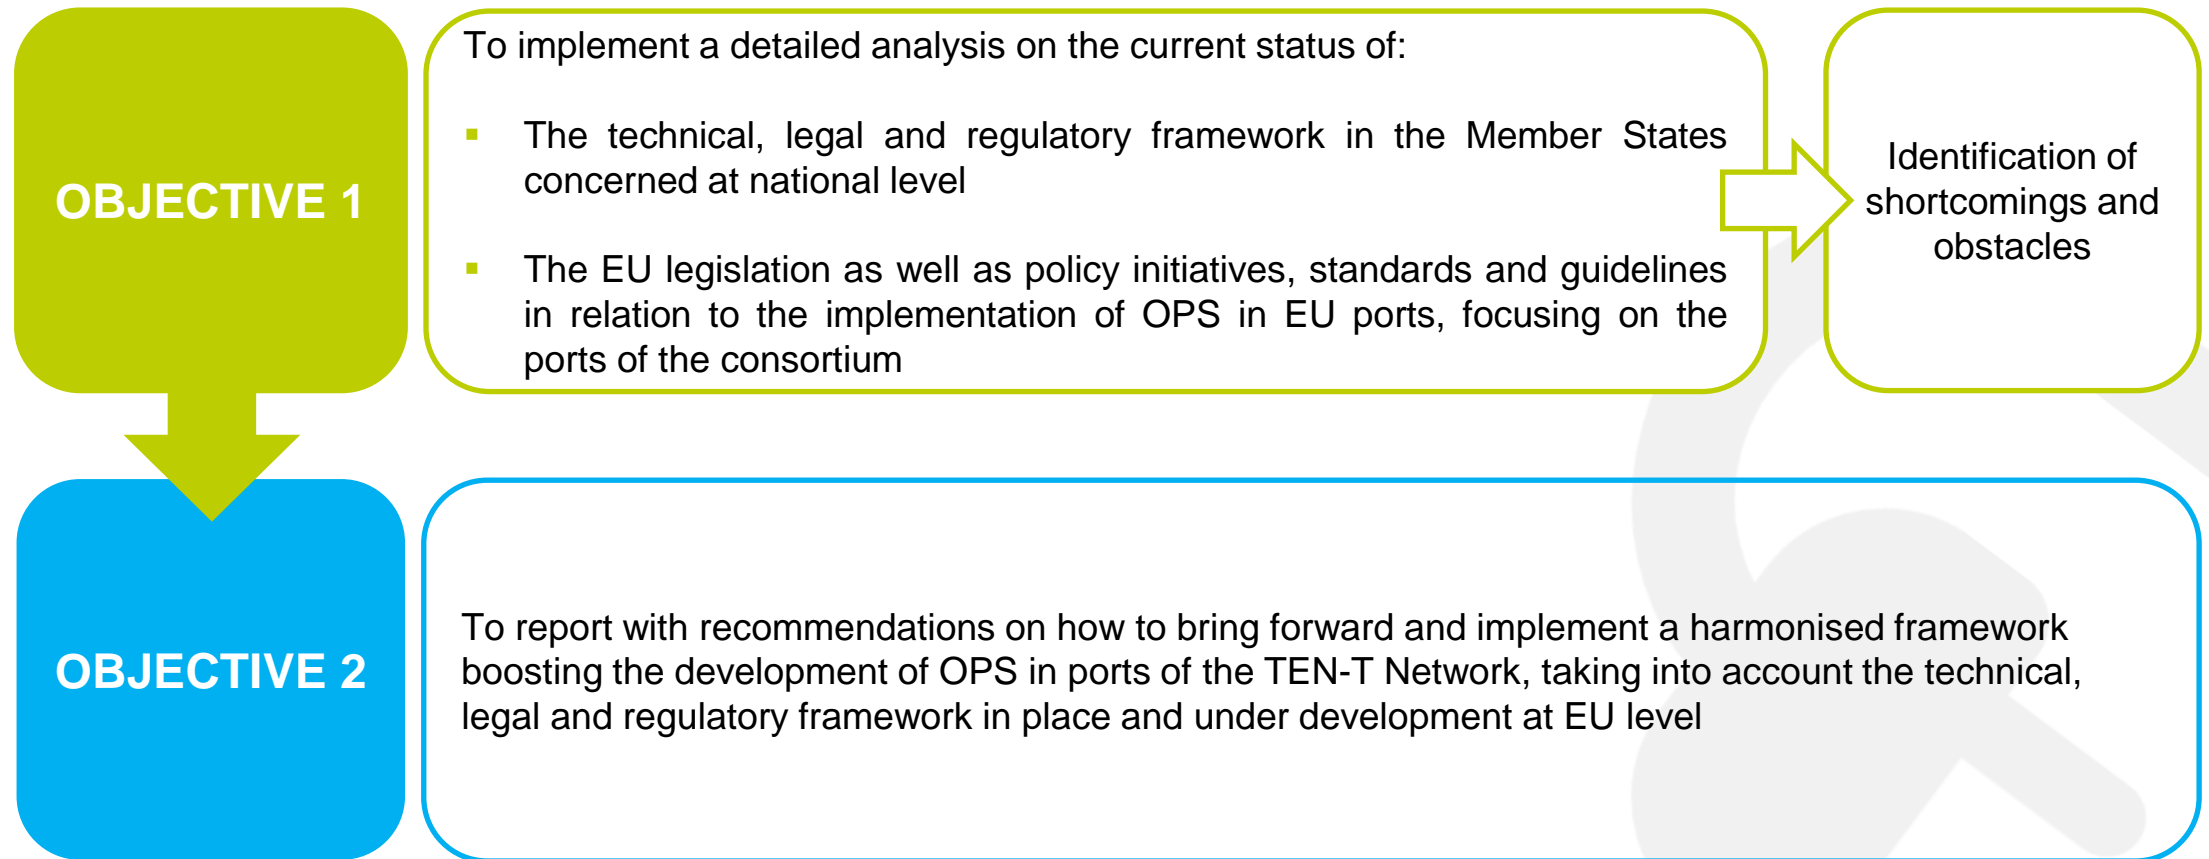 OBJECTIVE 1
To implement a detailed analysis on the current status of:
▪ The technical, legal and regulatory framework in the Member States
concerned at national level
▪ The EU legislation as well as policy initiatives, standards and guidelines
in relation to the implementation of OPS in EU ports, focusing on the
ports of the consortium
Identification of
shortcomings and
obstacles
OBJECTIVE 2
To report with recommendations on how to bring forward and implement a harmonised framework
boosting the development of OPS in ports of the TEN-T Network, taking into account the technical,
legal and regulatory framework in place and under development at EU level